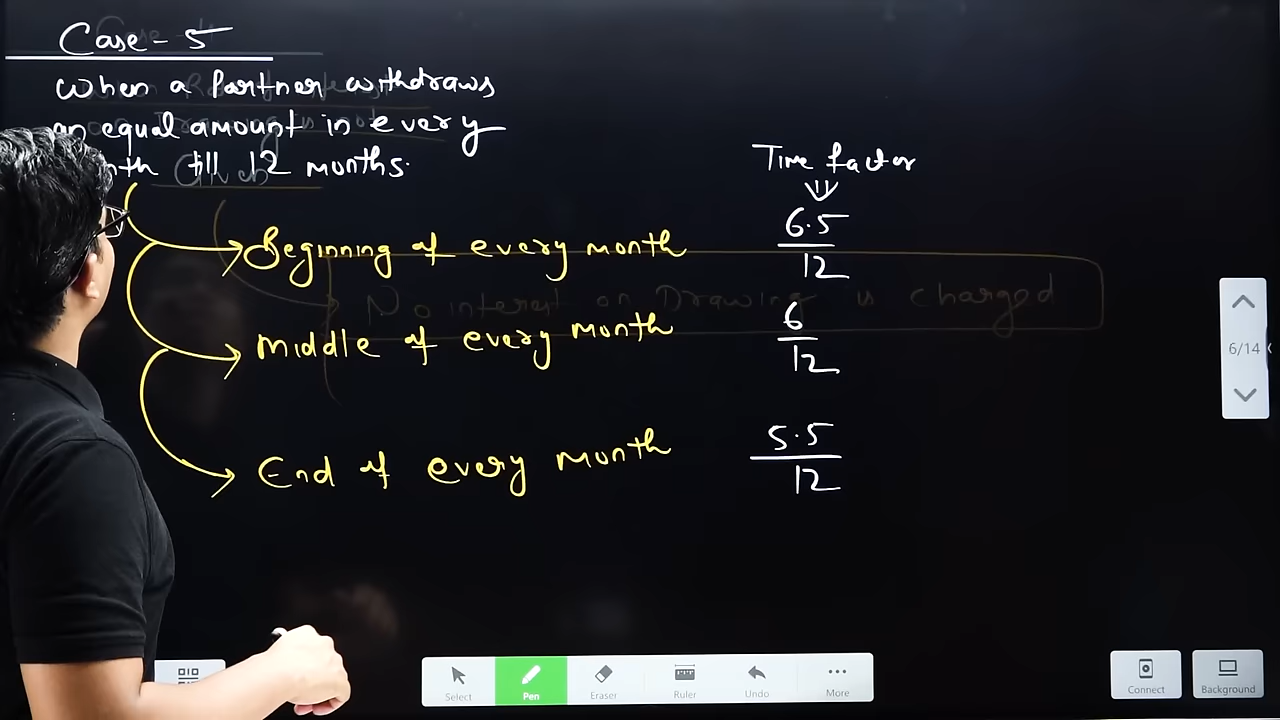 Case - 5
When a Partner withdraws
an equal amount in every
nth till 12 months.
Time factor
Beginning of every month 6.5/12
No interest on Drawing is charged
Middle of every month 6/12
End of every month 5.5/12
6/14
Select Pen Eraser Ruler Undo More
Connect Background